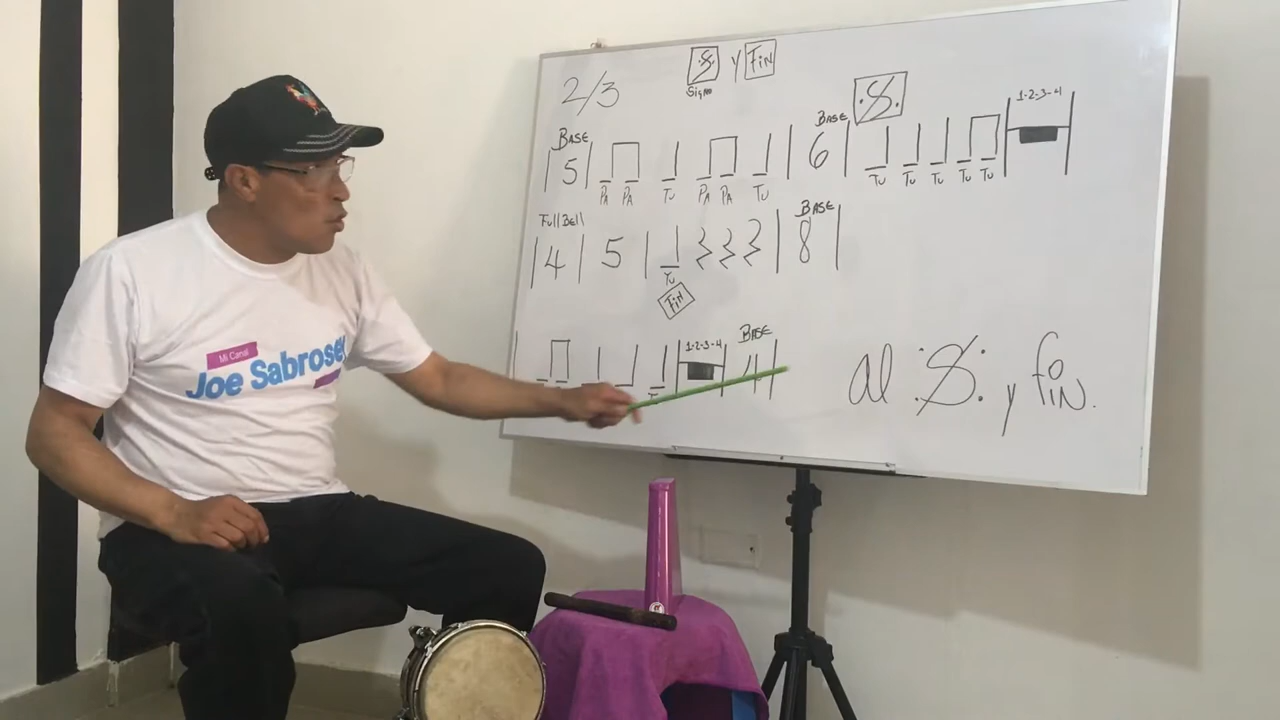 𝄋 y Fin
Signo
2/3
Base Base 𝄋 1-2-3-4
5 6
PA PA Tu PA PA Tu Tu Tu Tu Tu Tu
Full Bell Base
4 5 8
Tu
Fin
1-2-3-4 Base
al 𝄋 y fin.
Mi Canal
Joe Sabroser